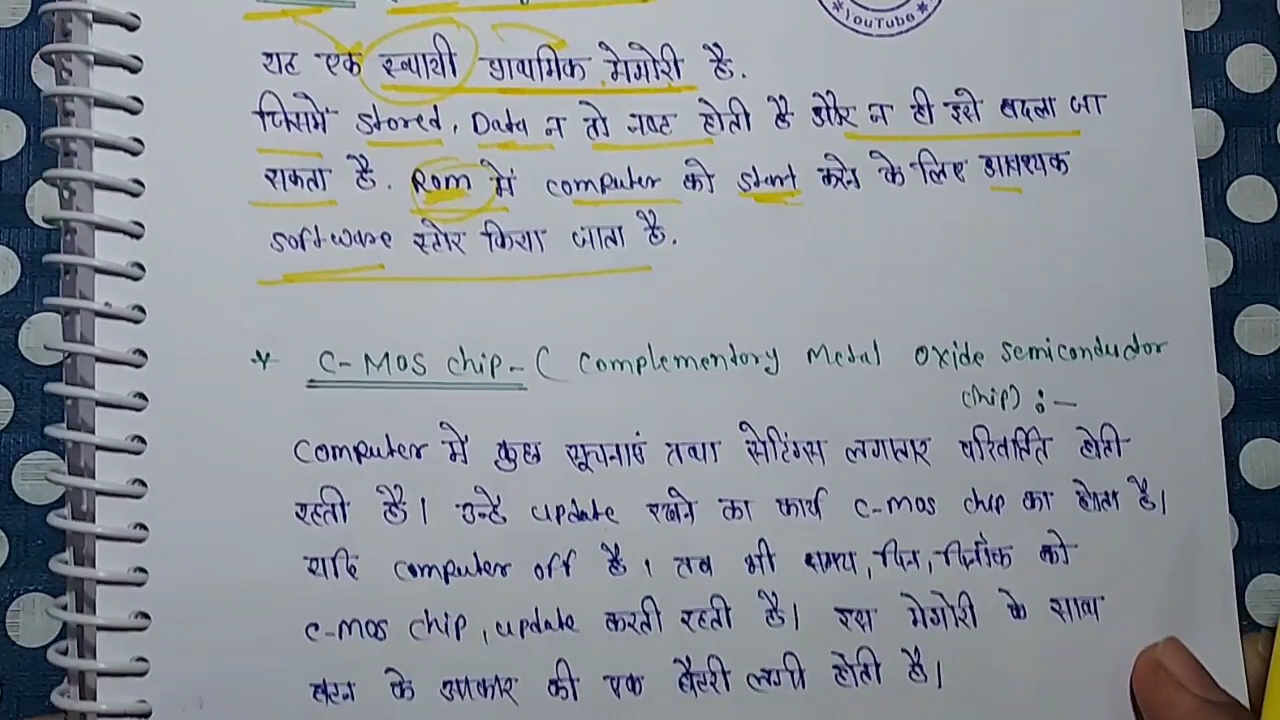 YouTube
यह एक स्थायी प्राथमिक मेमोरी है.
जिसमें stored, Data न तो नष्ट होती है और न ही इसे बदला जा
सकता है. Rom में computer को start करने के लिए आवश्यक
software स्टोर किया जाता है.
* C-MOS chip - ( Complementory Metal oxide semiconductor
chip) :-
Computer में कुछ सूचनाएं तथा सेटिंग्स लगातार परिवर्तित होती
रहती है। उन्हें update रखने का कार्य C-mos chip का होता है।
यदि computer off है, तब भी समय, दिन, दिनाँक को
C-mos chip, update करती रहती है। इस मेमोरी के साथ
बटन के आकार की एक बैटरी लगी होती है।